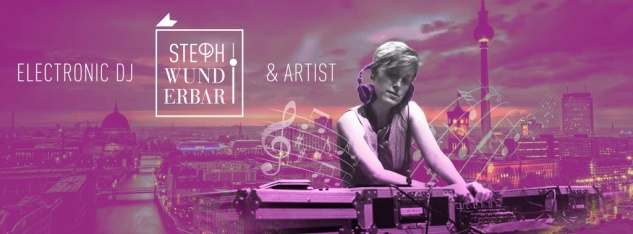 ELECTRONIC DJ
STEPH
WUND
ERBAR!
& ARTIST